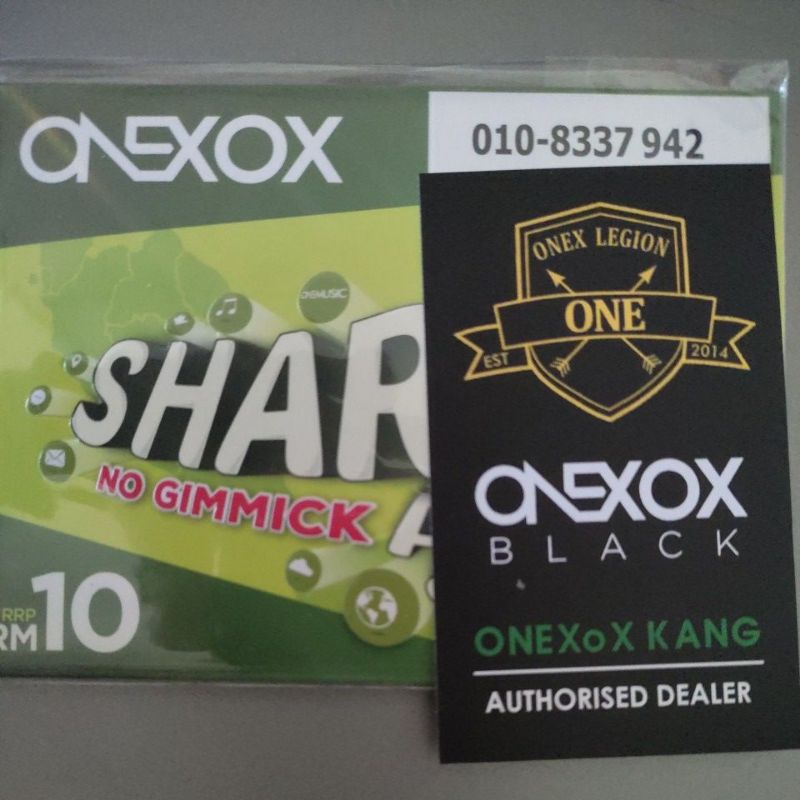 ONEXOX
010-8337 942
ONEMUSIC
SHAR
NO GIMMICK
A
RRP
RM10
ONEX LEGION
ONE
EST
2014
ONEXOX
BLACK
ONEXoX KANG
AUTHORISED DEALER